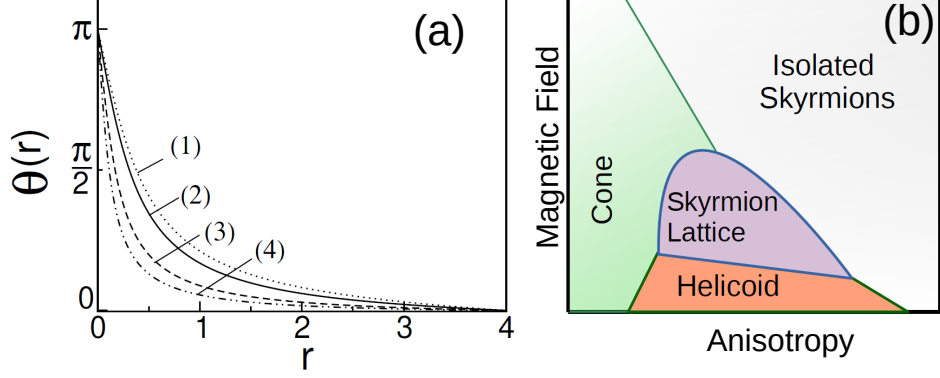 (a)
π
π
2
0
θ(r)
(1)
(2)
(3)
(4)
0 1 2 3 4
r
(b)
Magnetic Field
Isolated
Skyrmions
Cone
Skyrmion
Lattice
Helicoid
Anisotropy